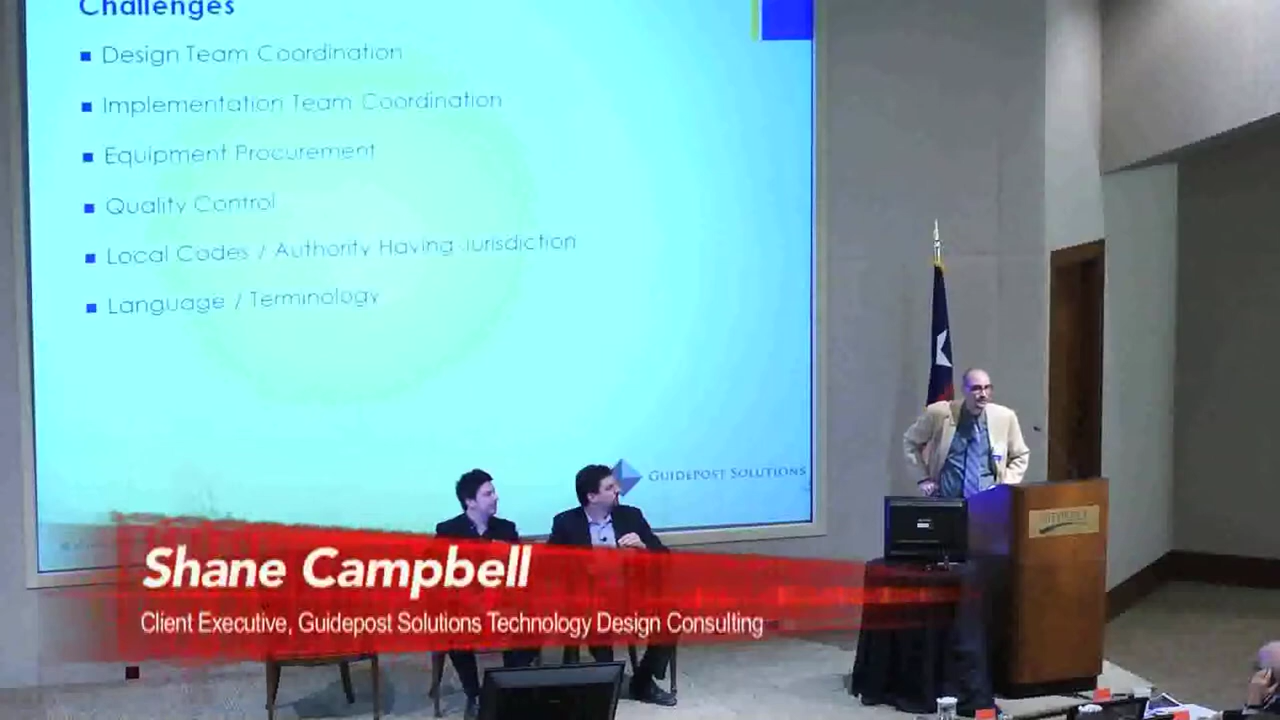 Challenges
Design Team Coordination
Implementation Team Coordination
Equipment Procurement
Quality Control
Local Codes / Authority Having Jurisdiction
Language / Terminology
GUIDEPOST SOLUTIONS
Shane Campbell
Client Executive, Guidepost Solutions Technology Design Consulting